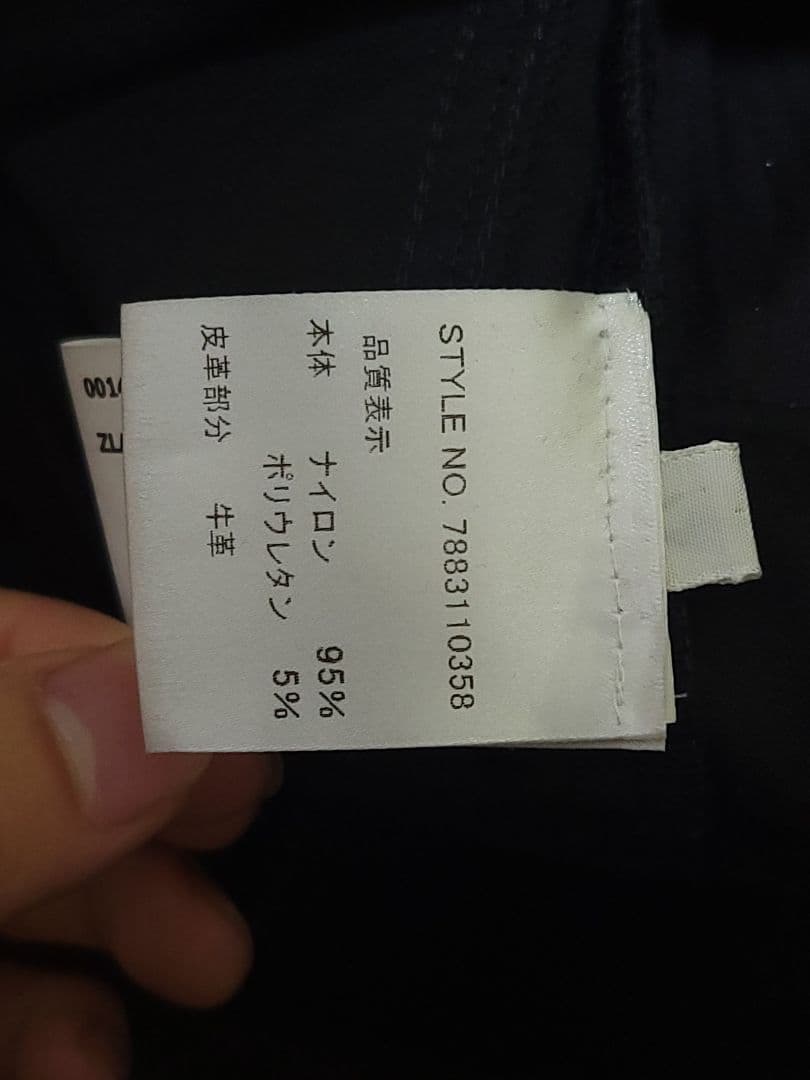 STYLE NO. 7883110358
品質表示
本体 ナイロン 95%
ポリウレタン 5%
皮革部分 牛革